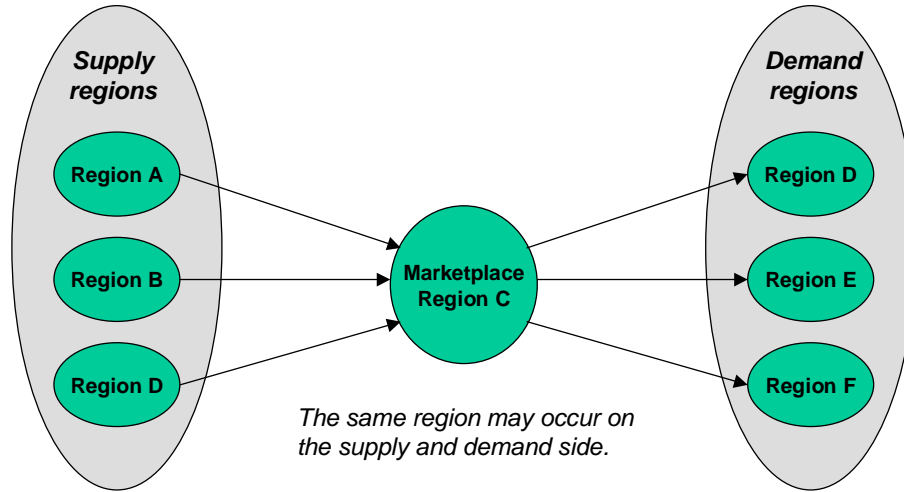 Supply
regions
Region A
Region B
Region D
Marketplace
Region C
Demand
regions
Region D
Region E
Region F
The same region may occur on
the supply and demand side.